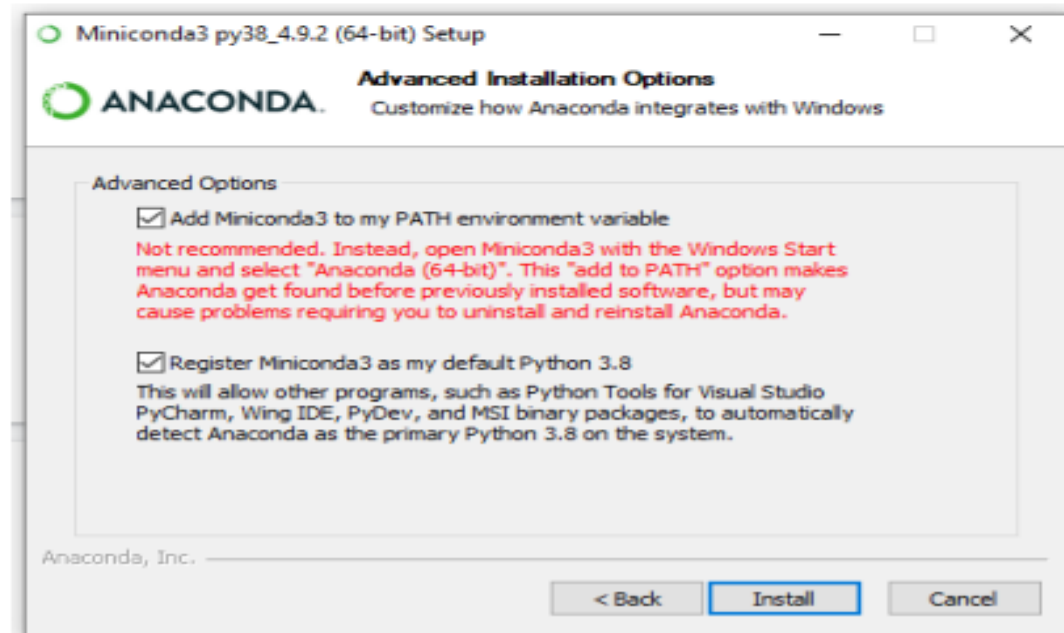 Miniconda3 py38_4.9.2 (64-bit) Setup
ANACONDA.
Advanced Installation Options
Customize how Anaconda integrates with Windows
Advanced Options
Add Miniconda3 to my PATH environment variable
Not recommended. Instead, open Miniconda3 with the Windows Start
menu and select "Anaconda (64-bit)". This "add to PATH" option makes
Anaconda get found before previously installed software, but may
cause problems requiring you to uninstall and reinstall Anaconda.
Register Miniconda3 as my default Python 3.8
This will allow other programs, such as Python Tools for Visual Studio
PyCharm, Wing IDE, PyDev, and MSI binary packages, to automatically
detect Anaconda as the primary Python 3.8 on the system.
Anaconda, Inc.
< Back
Install
Cancel